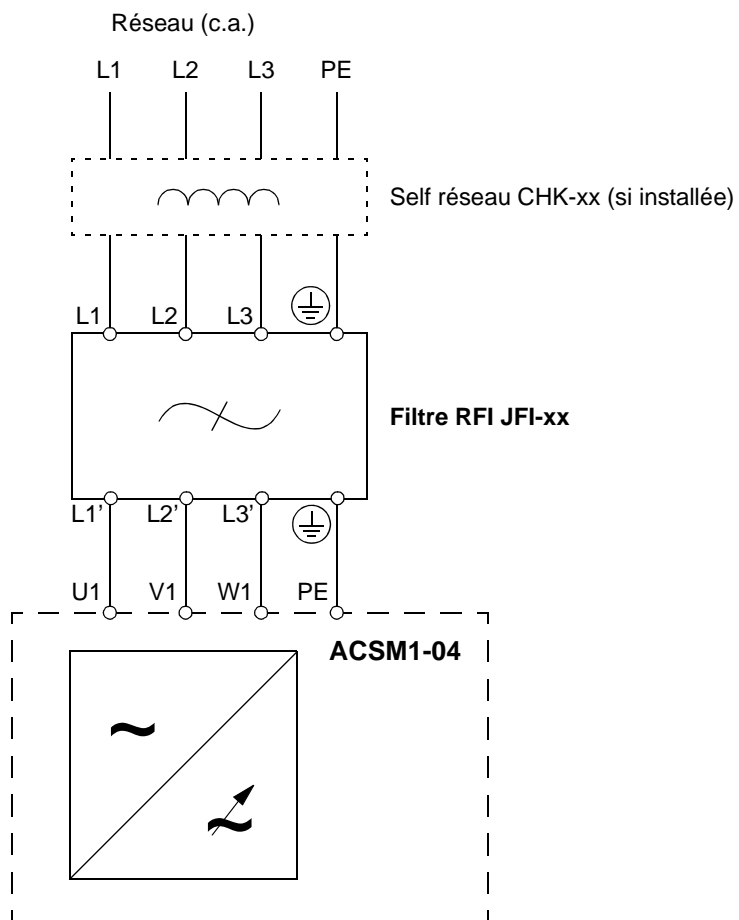 Réseau (c.a.)
L1 L2 L3 PE
Self réseau CHK-xx (si installée)
L1 L2 L3
Filtre RFI JFI-xx
L1’ L2’ L3’
U1 V1 W1 PE
ACSM1-04